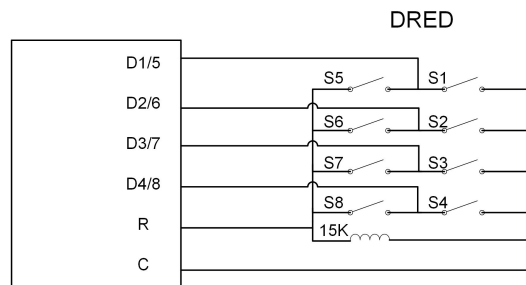 DRED
D1/5
S5 S1
D2/6
S6 S2
D3/7
S7 S3
D4/8
S8 S4
R
15K
C